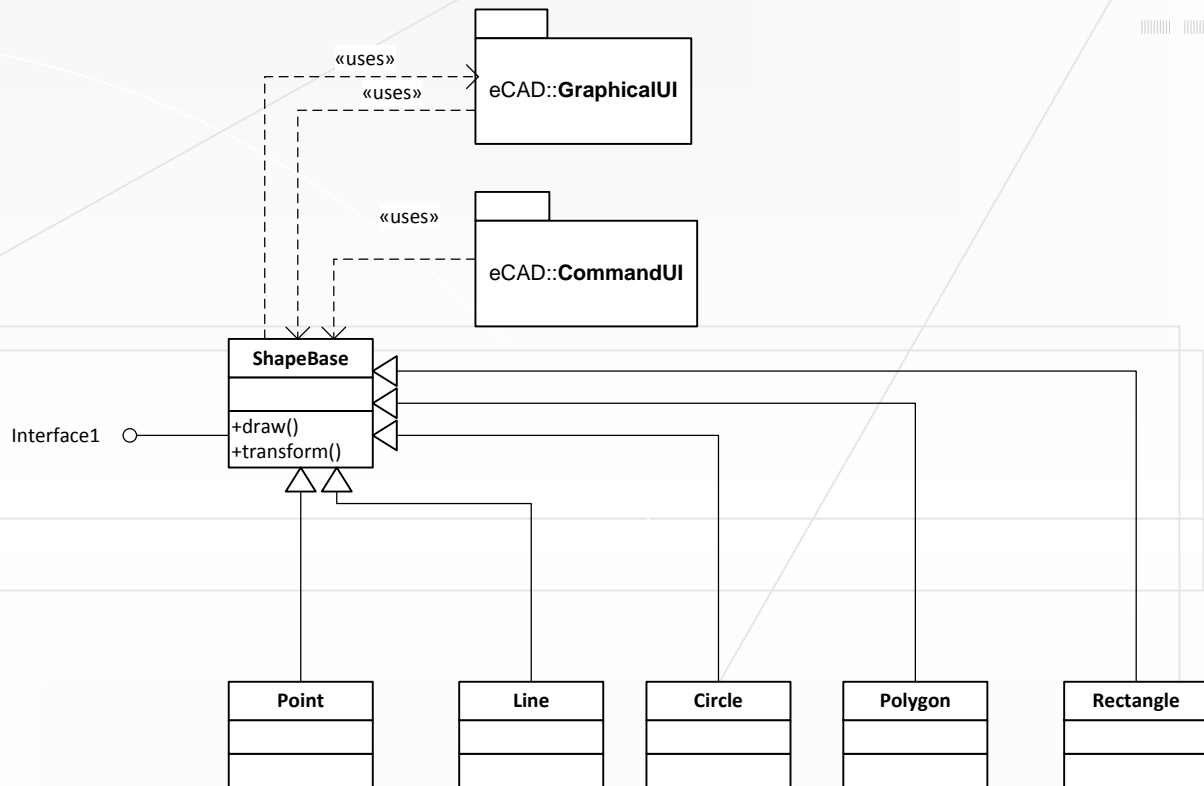 «uses»
«uses»
eCAD::GraphicalUI
«uses»
eCAD::CommandUI
ShapeBase
+draw()
+transform()
Interface1
Point
Line
Circle
Polygon
Rectangle